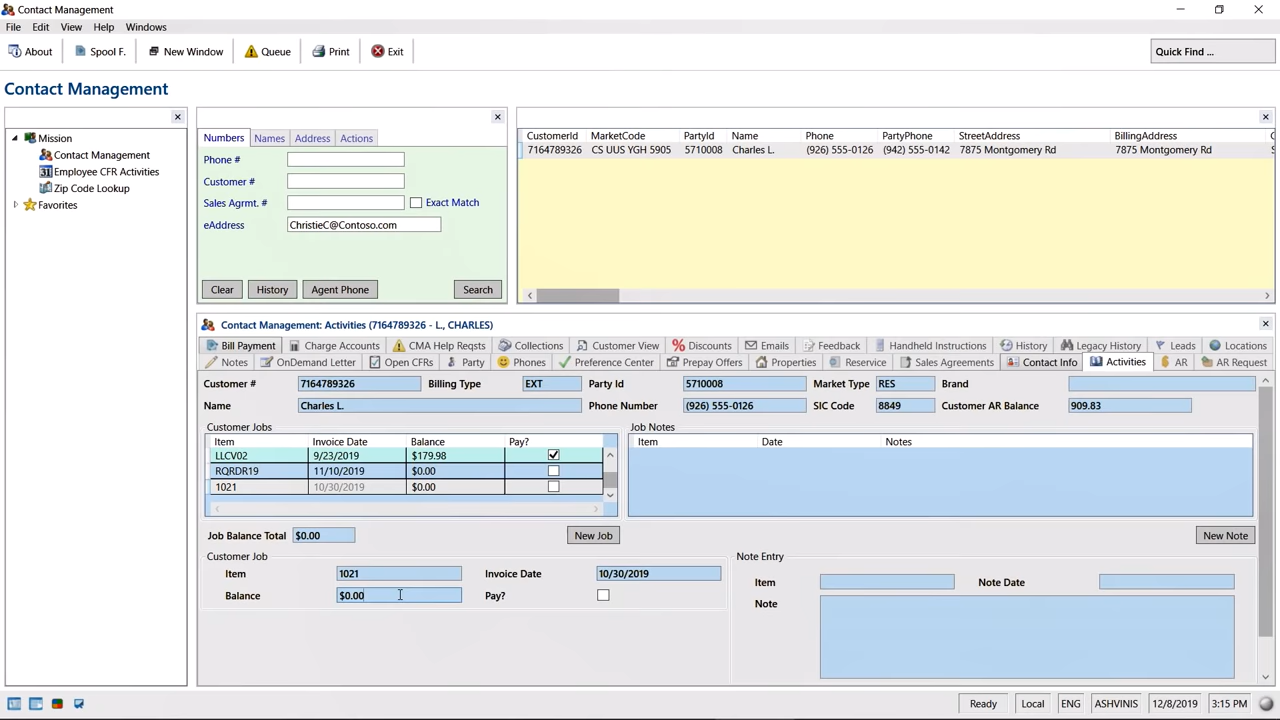 Contact Management
File Edit View Help Windows
About Spool F. New Window Queue Print Exit Quick Find ...
Contact Management
Mission
Contact Management
Employee CFR Activities
Zip Code Lookup
Favorites
Numbers Names Address Actions
Phone #
Customer #
Sales Agrmt. # Exact Match
eAddress ChristieC@Contoso.com
Clear History Agent Phone Search
CustomerId MarketCode PartyId Name Phone PartyPhone StreetAddress BillingAddress
7164789326 CS UUS YGH 5905 5710008 Charles L. (926) 555-0126 (942) 555-0142 7875 Montgomery Rd 7875 Montgomery Rd
Contact Management: Activities (7164789326 - L., CHARLES)
Bill Payment Charge Accounts CMA Help Reqsts Collections Customer View Discounts Emails Feedback Handwritten Instructions History Legacy History Leads Locations
Notes OnDemand Letter Open CFRs Party Phones Preference Center Prepay Offers Properties Reservice Sales Agreements Contact Info Activities AR AR Request
Customer # 7164789326 Billing Type EXT Party Id 5710008 Market Type RES Brand
Name Charles L. Phone Number (926) 555-0126 SIC Code 8849 Customer AR Balance 909.83
Customer Jobs
Item Invoice Date Balance Pay?
LLCV02 9/23/2019 $179.98
RQRDR19 11/10/2019 $0.00
1021 10/30/2019 $0.00
Job Notes
Item Date Notes
Job Balance Total $0.00 New Job New Note
Customer Job
Item 1021 Invoice Date 10/30/2019
Balance $0.00 Pay?
Note Entry
Item Note Date
Note
Ready Local ENG ASHVINIS 12/8/2019 3:15 PM